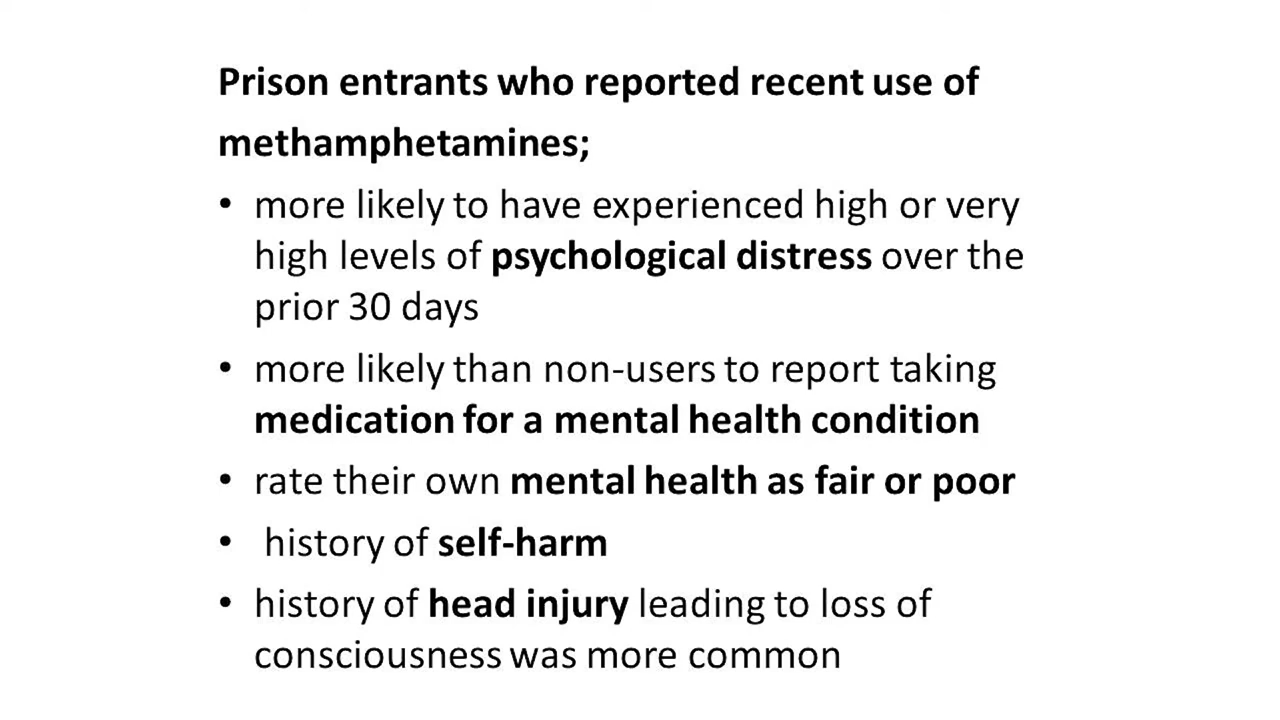 Prison entrants who reported recent use of
methamphetamines;
• more likely to have experienced high or very
high levels of psychological distress over the
prior 30 days
• more likely than non-users to report taking
medication for a mental health condition
• rate their own mental health as fair or poor
• history of self-harm
• history of head injury leading to loss of
consciousness was more common